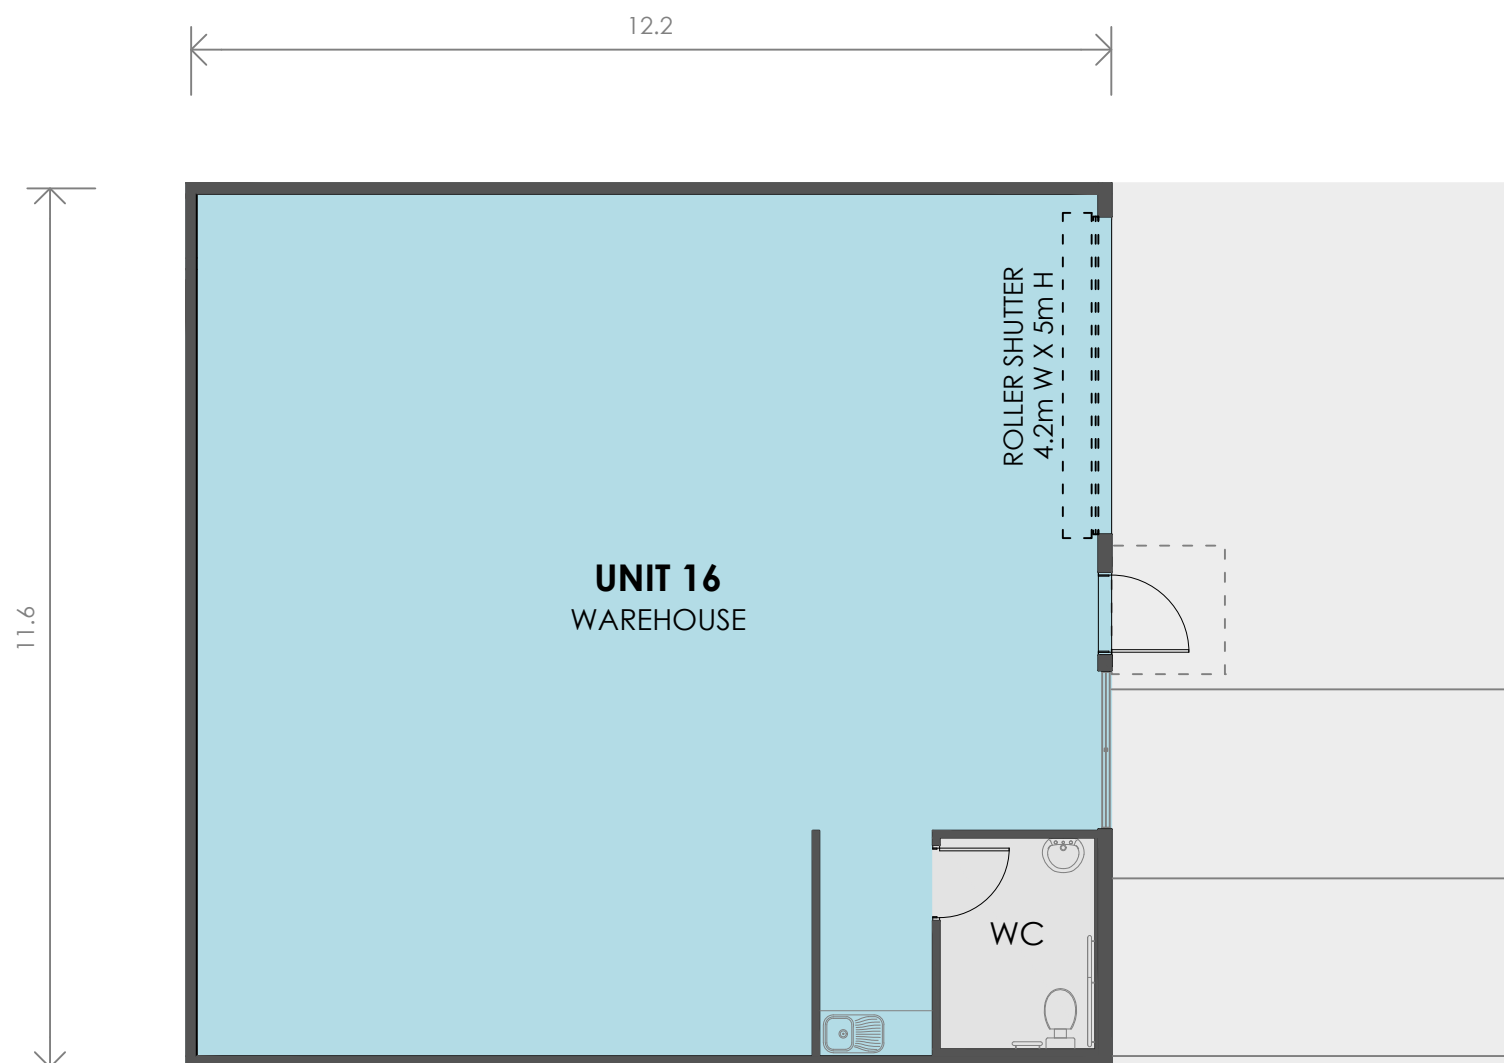 12.2
ROLLER SHUTTER
4.2m W X 5m H
UNIT 16
WAREHOUSE
11.6
WC